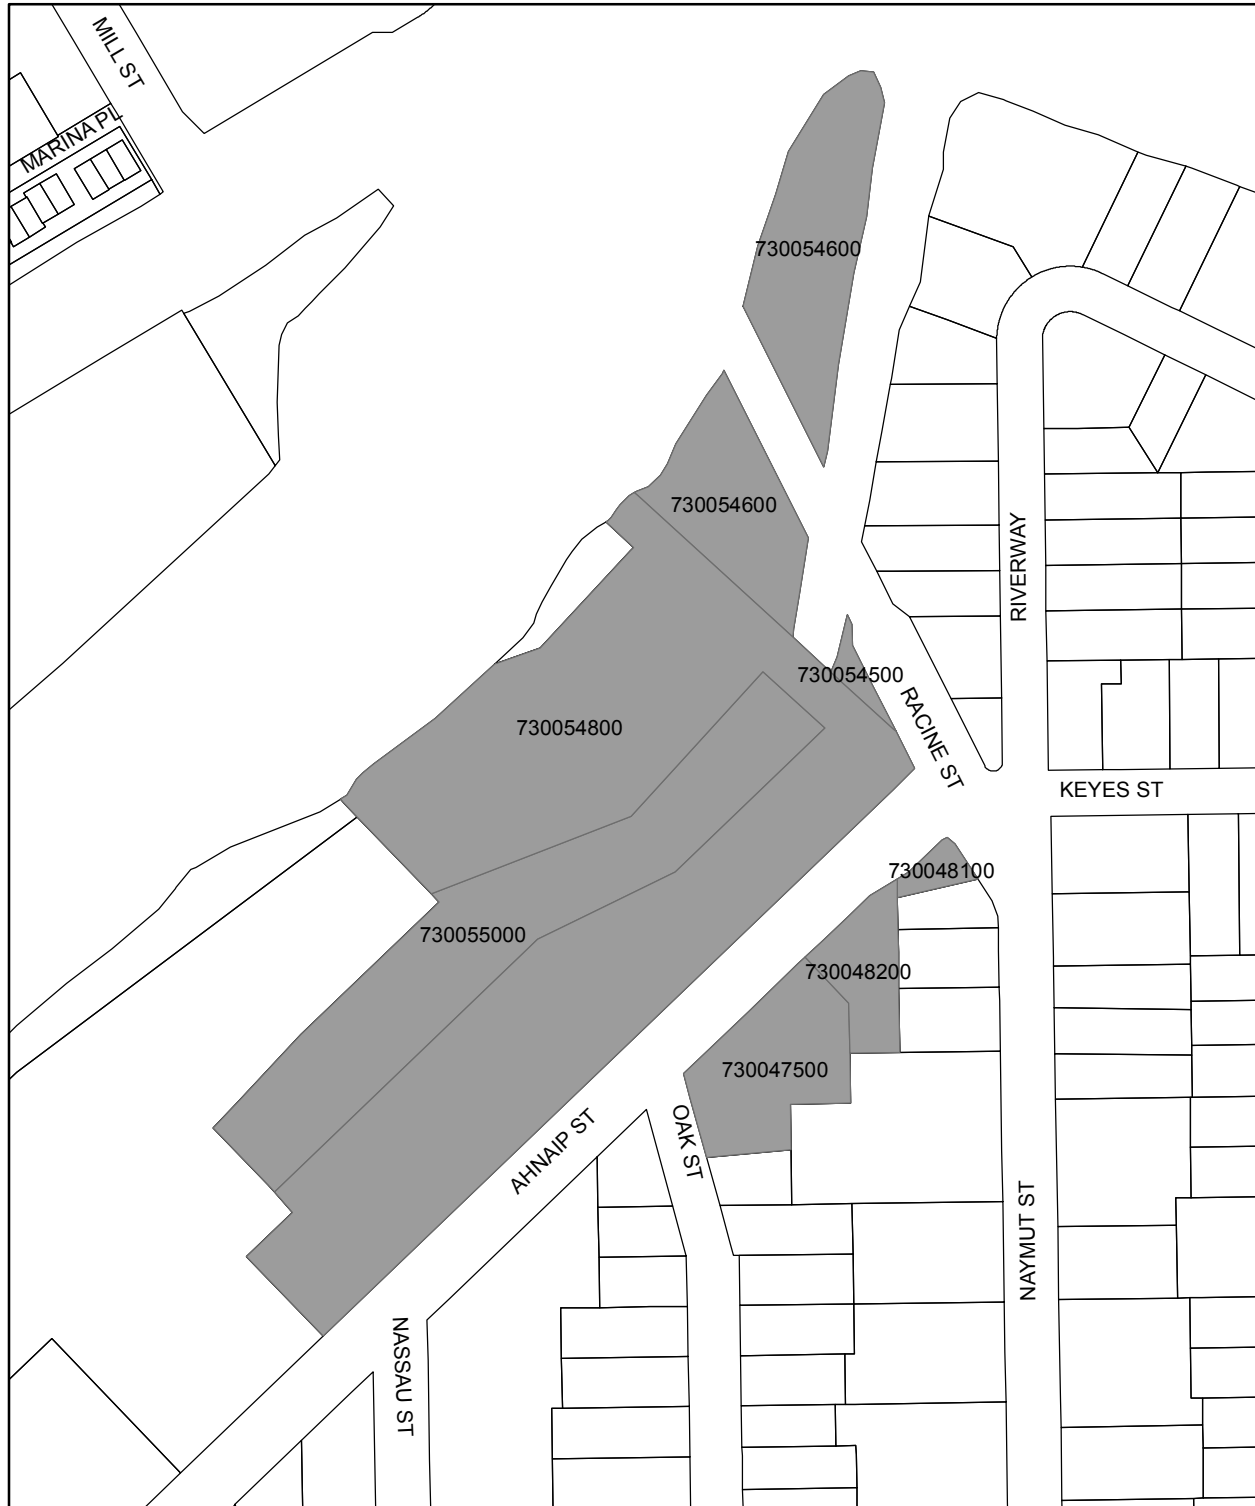 MILL ST
MARINA PL
730054600
730054600
RIVERWAY
730054500
RACINE ST
730054800
KEYES ST
730048100
730055000
730048200
730047500
AHNAIP ST
OAK ST
NAYMUT ST
NASSAU ST